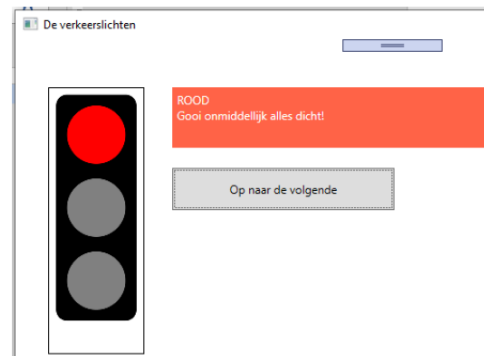 De verkeerslichten
ROOD
Gooi onmiddellijk alles dicht!
Op naar de volgende